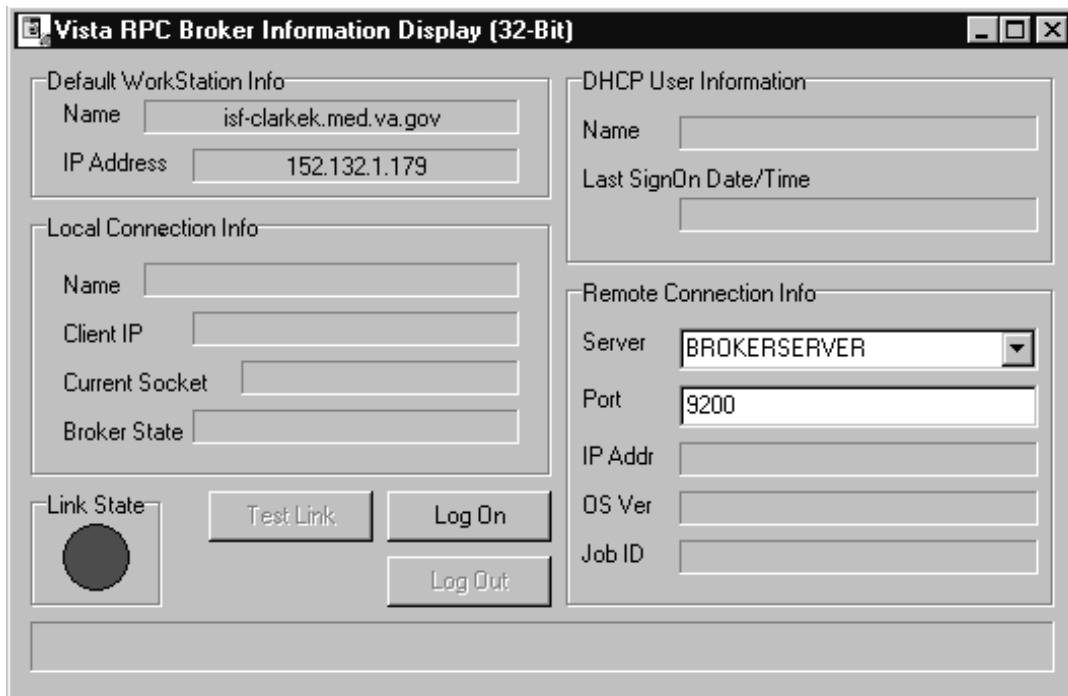 Vista RPC Broker Information Display (32-Bit)
Default WorkStation Info
Name isf-clarkek.med.va.gov
IP Address 152.132.1.179
Local Connection Info
Name
Client IP
Current Socket
Broker State
Link State
Test Link
Log On
Log Out
DHCP User Information
Name
Last SignOn Date/Time
Remote Connection Info
Server BROKERSERVER
Port 9200
IP Addr
OS Ver
Job ID